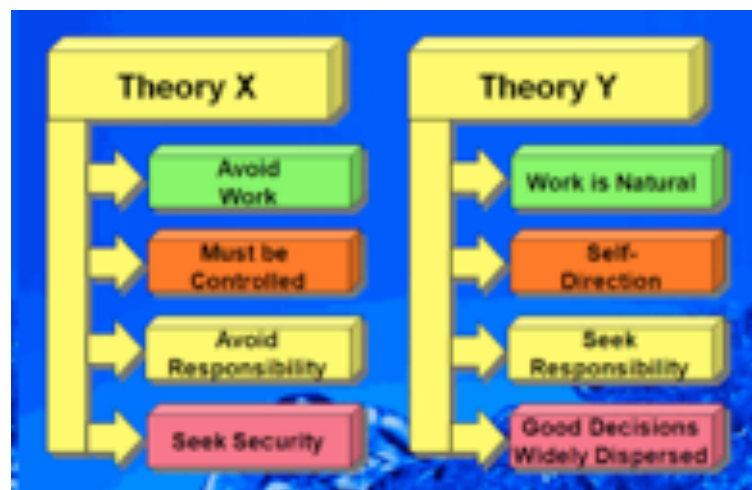 Theory X
Avoid
Work
Must be
Controlled
Avoid
Responsibility
Seek Security
Theory Y
Work is Natural
Self-
Direction
Seek
Responsibility
Good Decisions
Widely Dispersed